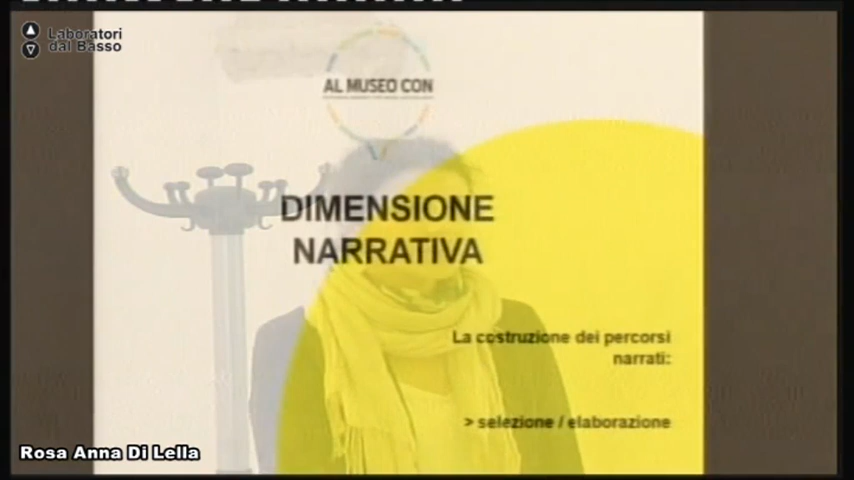 Laboratori
dal Basso
AL MUSEO CON
DIMENSIONE
NARRATIVA
La costruzione dei percorsi
narrati:
> selezione / elaborazione
Rosa Anna Di Lella